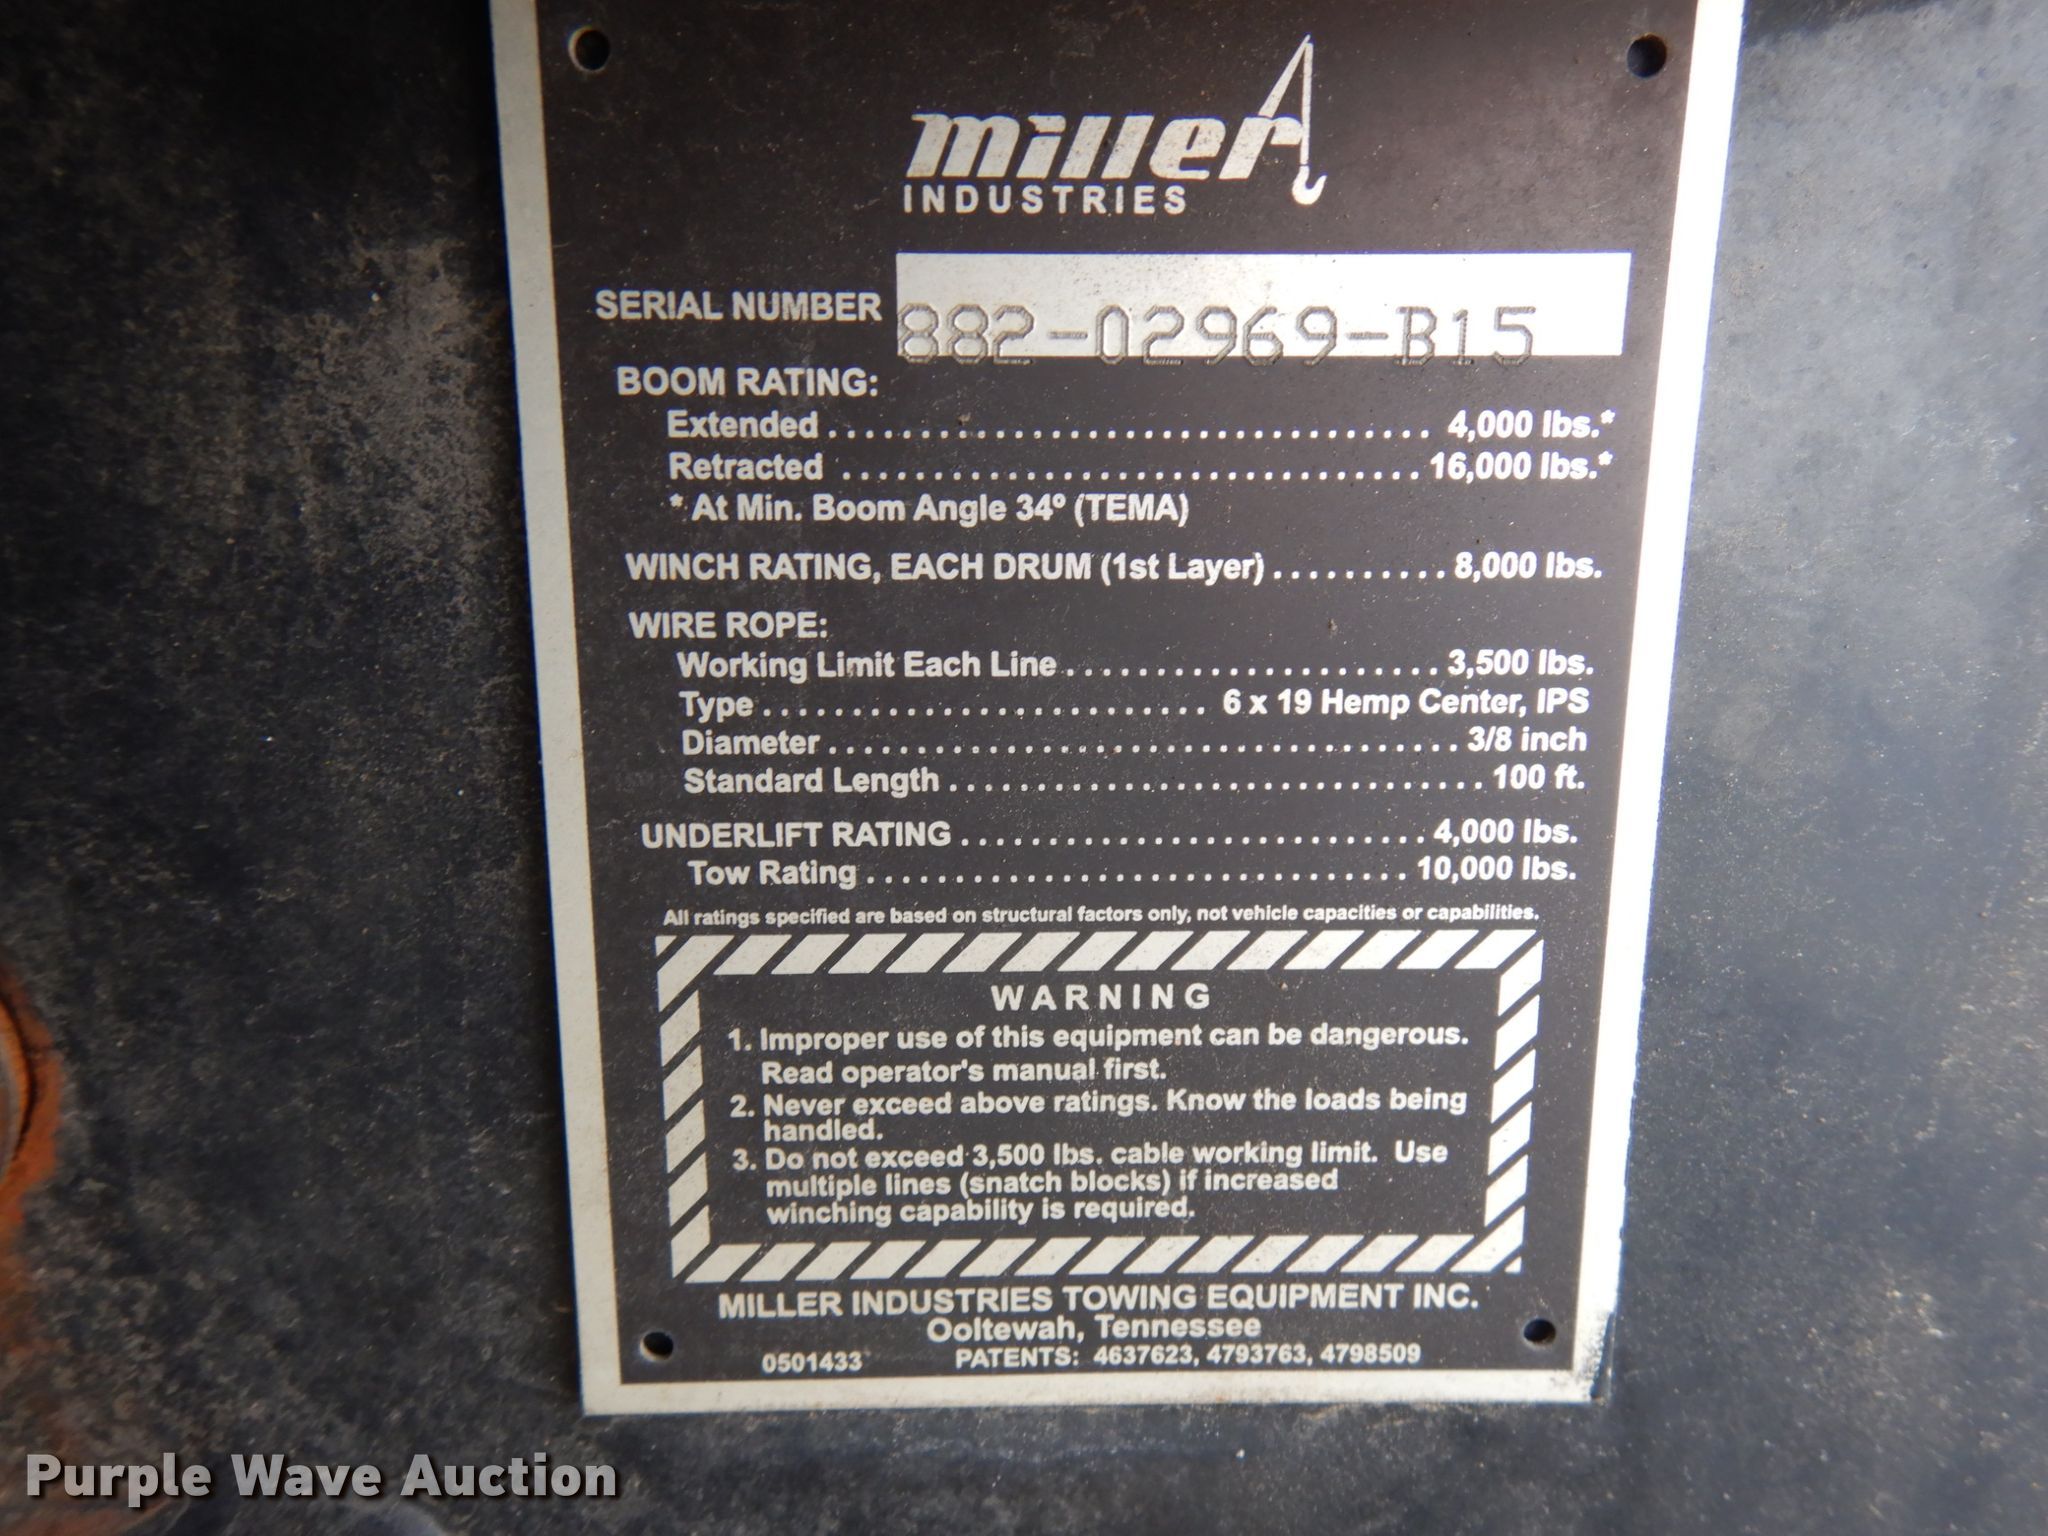 miller
INDUSTRIES
SERIAL NUMBER 882-02969-B15
BOOM RATING:
Extended ................................. 4,000 lbs.*
Retracted ................................ 16,000 lbs.*
* At Min. Boom Angle 34º (TEMA)
WINCH RATING, EACH DRUM (1st Layer) .......... 8,000 lbs.
WIRE ROPE:
Working Limit Each Line ..................... 3,500 lbs.
Type ......................... 6 x 19 Hemp Center, IPS
Diameter ................................... 3/8 inch
Standard Length .............................. 100 ft.
UNDERLIFT RATING .......................... 4,000 lbs.
Tow Rating .............................. 10,000 lbs.
All ratings specified are based on structural factors only, not vehicle capacities or capabilities.
WARNING
1. Improper use of this equipment can be dangerous.
Read operator's manual first.
2. Never exceed above ratings. Know the loads being
handled.
3. Do not exceed 3,500 lbs. cable working limit. Use
multiple lines (snatch blocks) if increased
winching capability is required.
MILLER INDUSTRIES TOWING EQUIPMENT INC.
Ooltewah, Tennessee
0501433 PATENTS: 4637623, 4793763, 4798509
Purple Wave Auction